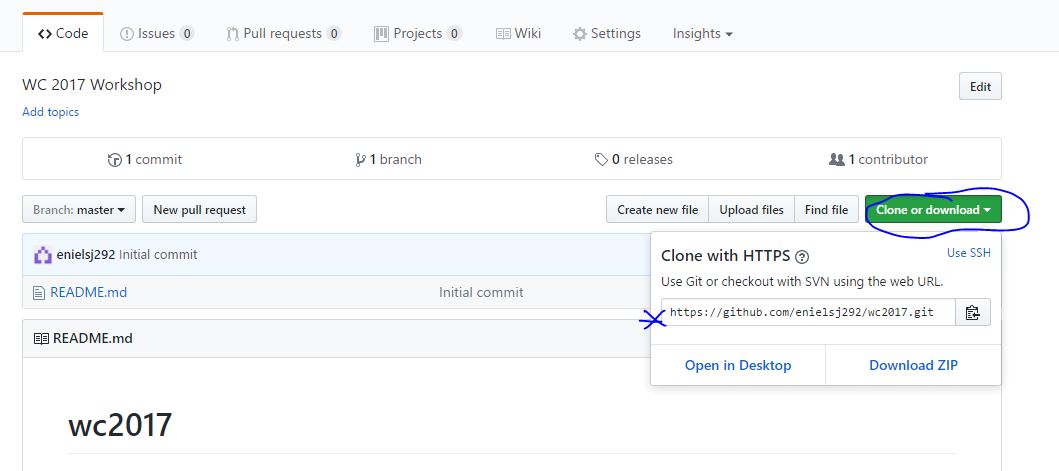 Code Issues 0 Pull requests 0 Projects 0 Wiki Settings Insights
WC 2017 Workshop Edit
Add topics
1 commit 1 branch 0 releases 1 contributor
Branch: master New pull request Create new file Upload files Find file Clone or download
enielsj292 Initial commit
README.md Initial commit
Clone with HTTPS ? Use SSH
Use Git or checkout with SVN using the web URL.
https://github.com/enielsj292/wc2017.git
Open in Desktop Download ZIP
README.md
wc2017